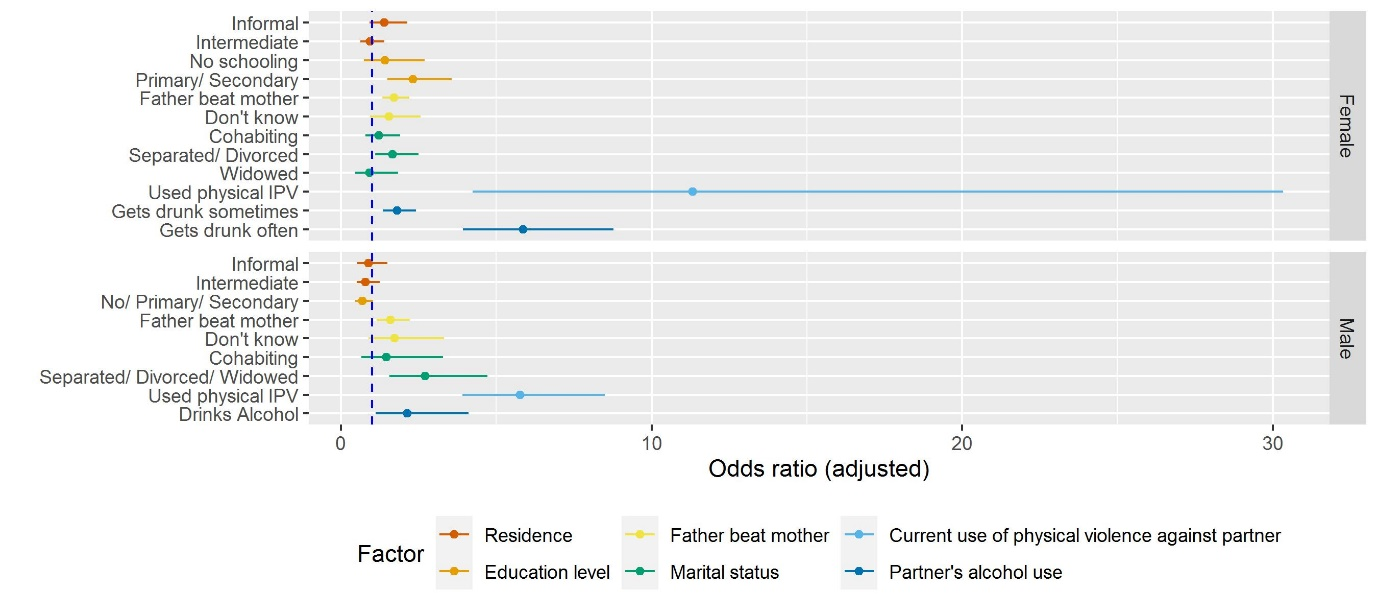 Informal
Intermediate
No schooling
Primary/ Secondary
Father beat mother
Don't know
Cohabiting
Separated/ Divorced
Widowed
Used physical IPV
Gets drunk sometimes
Gets drunk often
Female
Informal
Intermediate
No/ Primary/ Secondary
Father beat mother
Don't know
Cohabiting
Separated/ Divorced/ Widowed
Used physical IPV
Drinks Alcohol
Male
0 10 20 30
Odds ratio (adjusted)
Factor
Residence
Education level
Father beat mother
Marital status
Current use of physical violence against partner
Partner's alcohol use